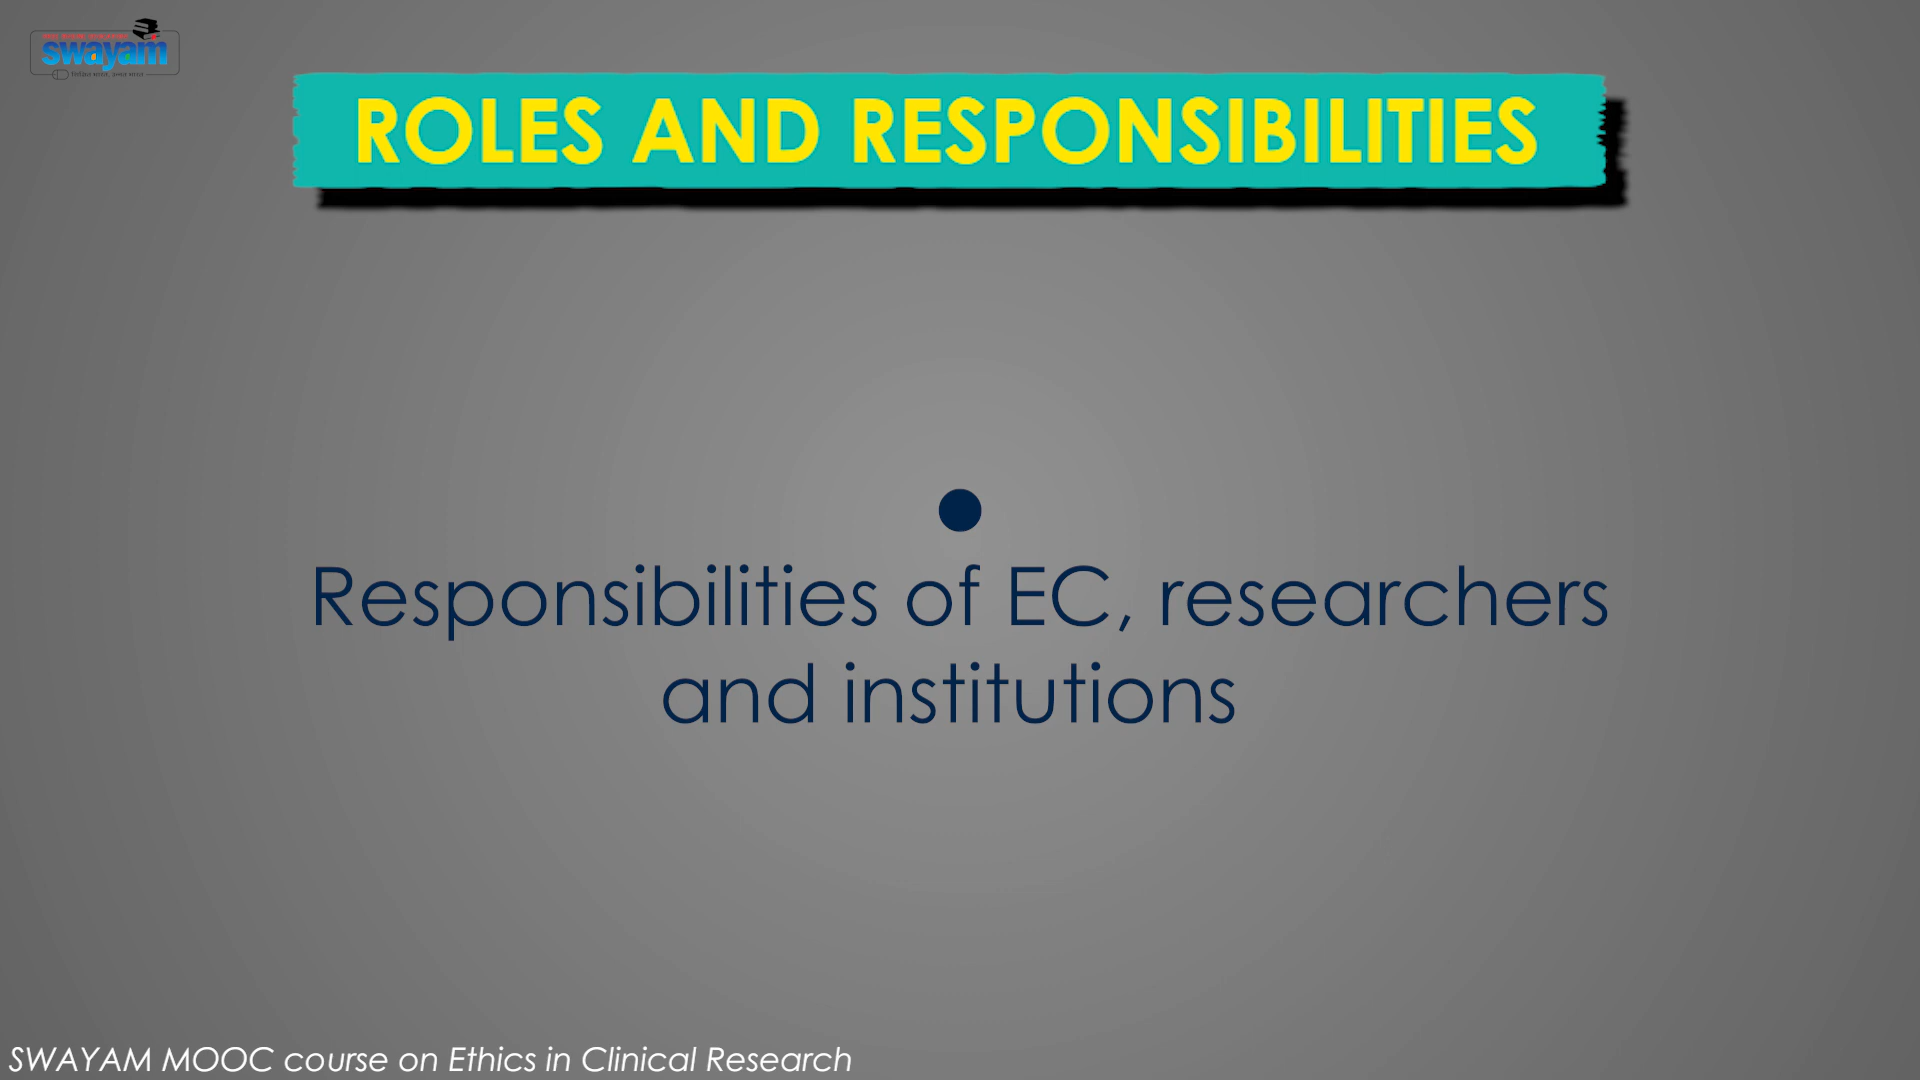 swayam
ROLES AND RESPONSIBILITIES
•
Responsibilities of EC, researchers
and institutions
SWAYAM MOOC course on Ethics in Clinical Research